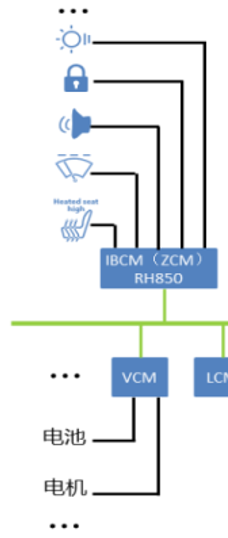 ...
Heated seat
high
IBCM（ZCM）
RH850
... VCM LCM
电池
电机
...